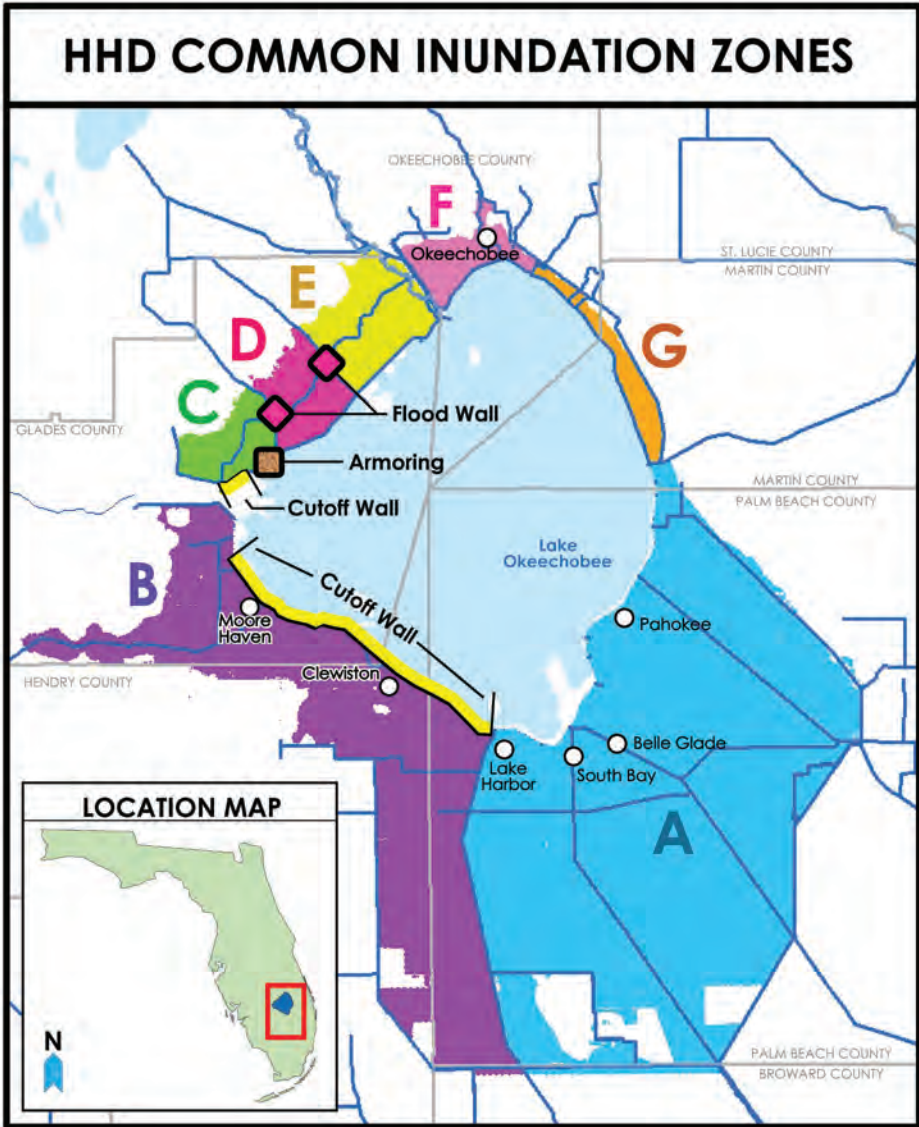 HHD COMMON INUNDATION ZONES
OKEECHOBEE COUNTY
F
Okeechobee
ST. LUCIE COUNTY
MARTIN COUNTY
E
D
G
C
Flood Wall
GLADES COUNTY
Armoring
MARTIN COUNTY
PALM BEACH COUNTY
Cutoff Wall
Lake
Okeechobee
B
Cutoff Wall
Moore
Haven
Pahokee
HENDRY COUNTY
Clewiston
Belle Glade
Lake
Harbor
South Bay
A
LOCATION MAP
N
PALM BEACH COUNTY
BROWARD COUNTY